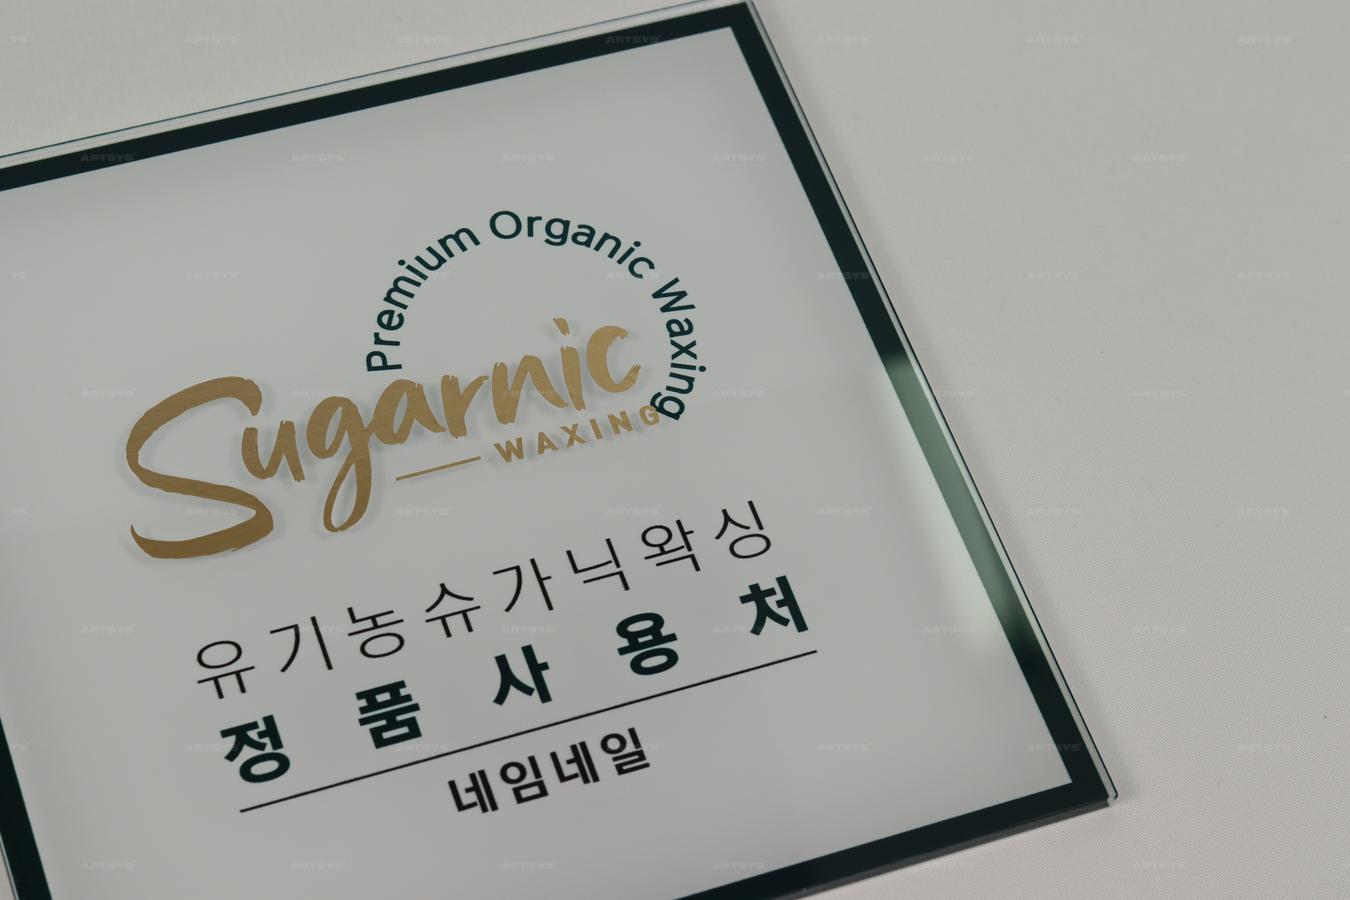 Premium Organic Waxing
Sugarnic
WAXING
유기농슈가닉왁싱
정품사용처
네임네일
ARTSYS